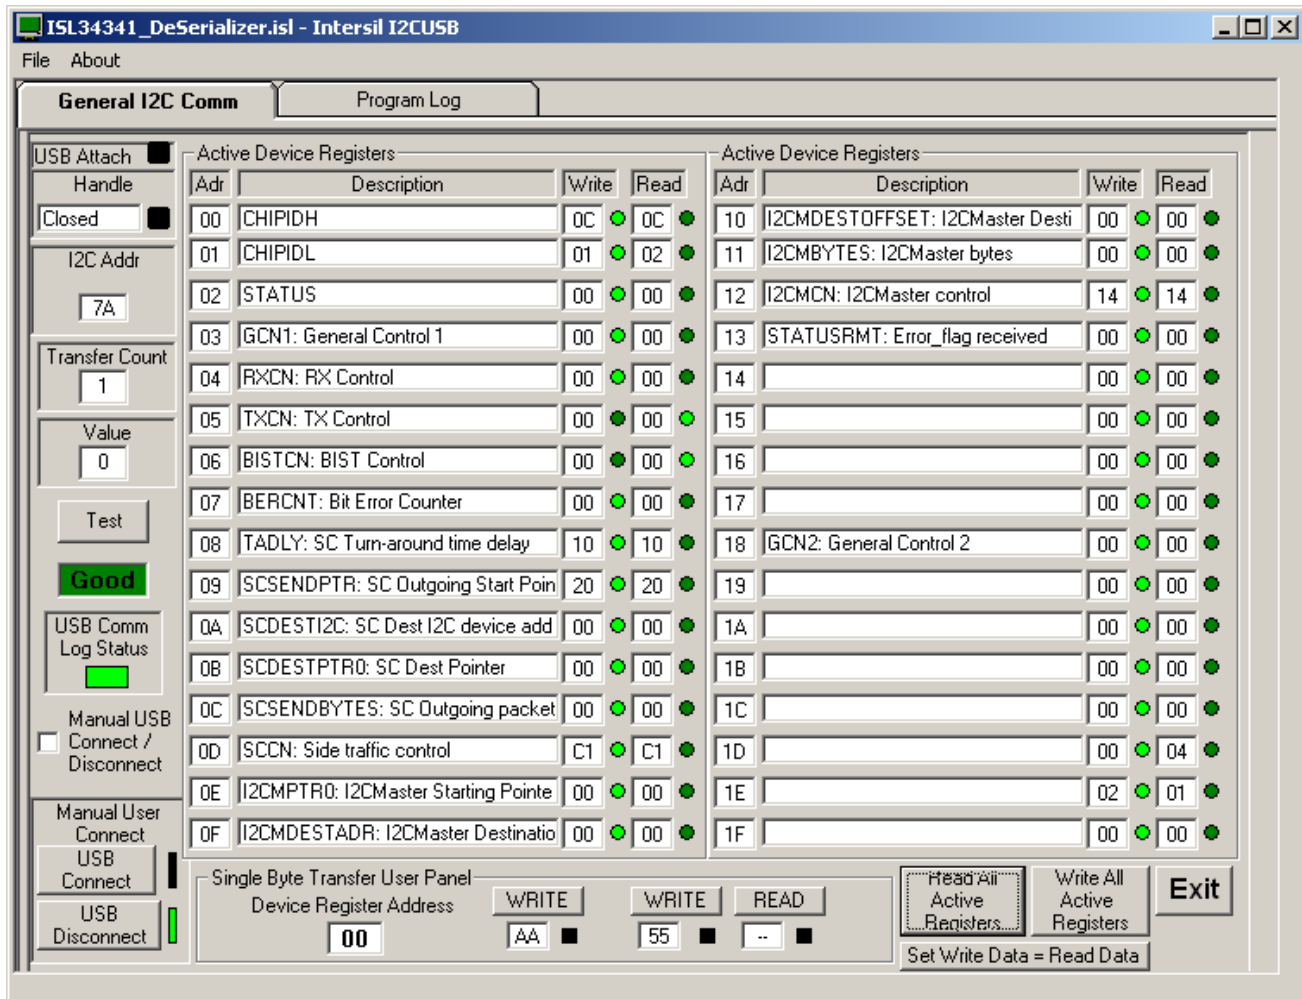 ISL34341_DeSerializer.isl - Intersil I2CUSB
File About
General I2C Comm Program Log
USB Attach
Handle
Closed
I2C Addr
7A
Transfer Count
1
Value
0
Test
Good
USB Comm
Log Status
Manual USB
Connect /
Disconnect
Manual User
Connect
USB
Connect
USB
Disconnect
Active Device Registers
Adr Description Write Read
00 CHIPIDH 0C 0C
01 CHIPIDL 01 02
02 STATUS 00 00
03 GCN1: General Control 1 00 00
04 RXCN: RX Control 00 00
05 TXCN: TX Control 00 00
06 BISTCN: BIST Control 00 00
07 BERCNT: Bit Error Counter 00 00
08 TADLY: SC Turn-around time delay 10 10
09 SCSENDPTR: SC Outgoing Start Poin 20 20
0A SCDESTI2C: SC Dest I2C device add 00 00
0B SCDESTPTR0: SC Dest Pointer 00 00
0C SCSENDBYTES: SC Outgoing packet 00 00
0D SCCN: Side traffic control C1 C1
0E I2CMPTR0: I2CMaster Starting Pointe 00 00
0F I2CMDESTADR: I2CMaster Destinatio 00 00
Active Device Registers
Adr Description Write Read
10 I2CMDESTOFFSET: I2CMaster Desti 00 00
11 I2CMBYTES: I2CMaster bytes 00 00
12 I2CMCN: I2CMaster control 14 14
13 STATUSRMT: Error_flag received 00 00
14 00 00
15 00 00
16 00 00
17 00 00
18 GCN2: General Control 2 00 00
19 00 00
1A 00 00
1B 00 00
1C 00 00
1D 00 04
1E 02 01
1F 00 00
Single Byte Transfer User Panel
Device Register Address WRITE WRITE READ
00 AA 55 --
Read All
Active
Registers
Write All
Active
Registers
Exit
Set Write Data = Read Data